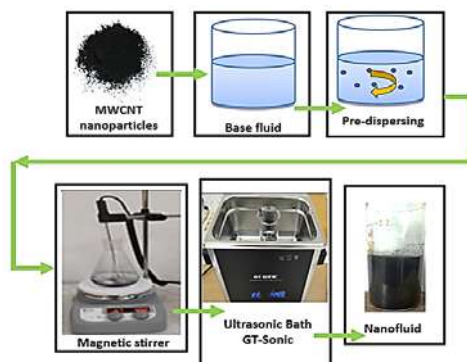 MWCNT
nanoparticles
Base fluid
Pre-dispersing
Magnetic stirrer
Ultrasonic Bath
GT-Sonic
Nanofluid